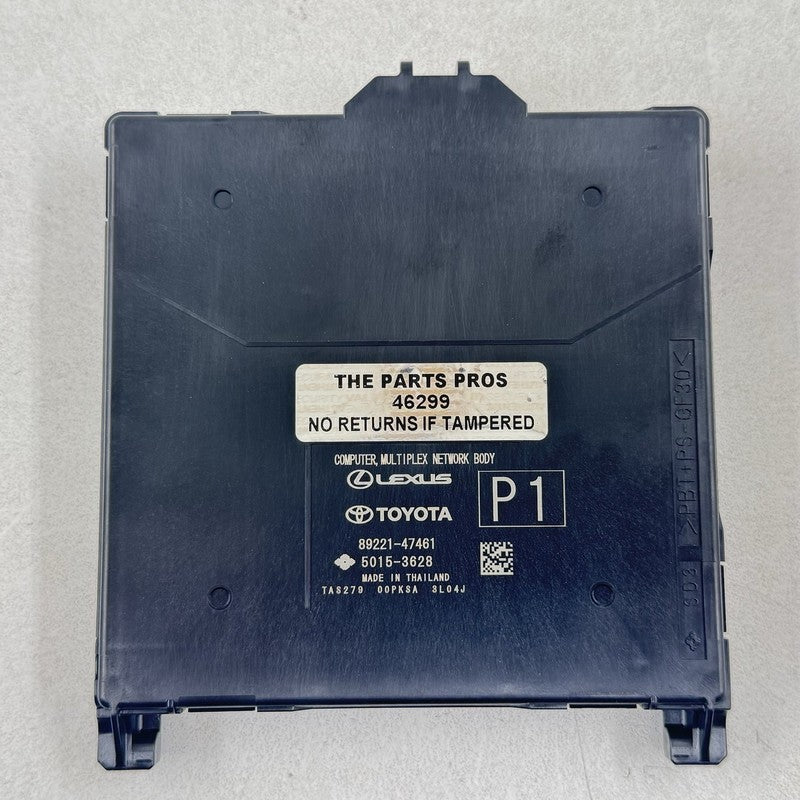 THE PARTS PROS
46299
NO RETURNS IF TAMPERED
COMPUTER, MULTIPLEX NETWORK BODY
LEXUS
TOYOTA
P1
89221-47461
5015-3628
MADE IN THAILAND
TAS279 00PKSA 3L04J
>PBT+PS-GF30<